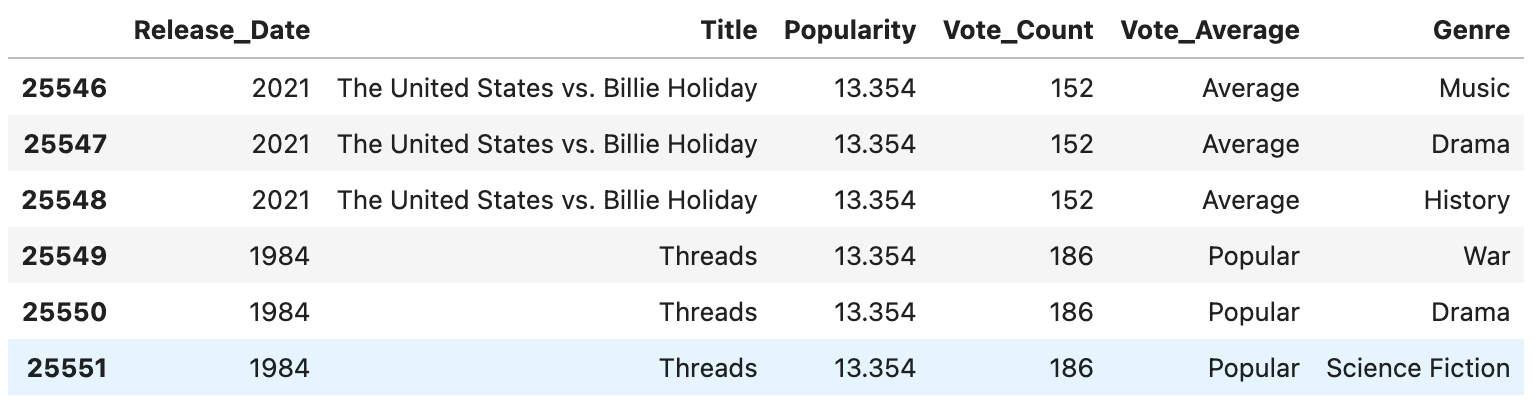 Release_Date Title Popularity Vote_Count Vote_Average Genre
25546 2021 The United States vs. Billie Holiday 13.354 152 Average Music
25547 2021 The United States vs. Billie Holiday 13.354 152 Average Drama
25548 2021 The United States vs. Billie Holiday 13.354 152 Average History
25549 1984 Threads 13.354 186 Popular War
25550 1984 Threads 13.354 186 Popular Drama
25551 1984 Threads 13.354 186 Popular Science Fiction